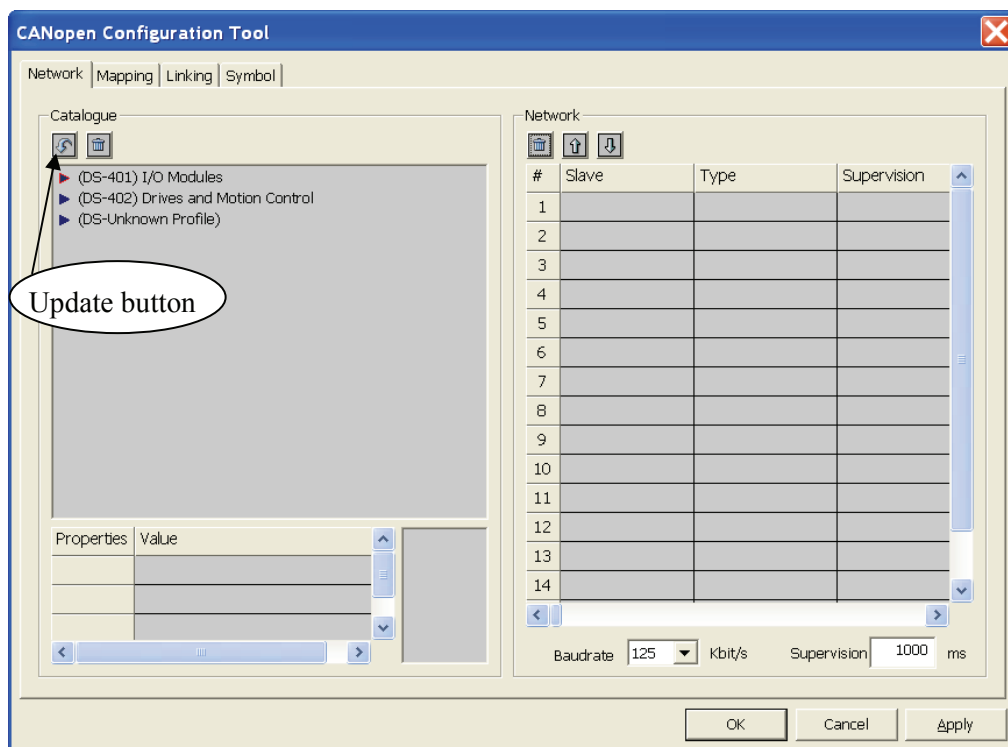 CANopen Configuration Tool
Network Mapping Linking Symbol
Catalogue
(DS-401) I/O Modules
(DS-402) Drives and Motion Control
(DS-Unknown Profile)
Update button
Properties Value
Network
# Slave Type Supervision
1
2
3
4
5
6
7
8
9
10
11
12
13
14
Baudrate 125 Kbit/s Supervision 1000 ms
OK Cancel Apply